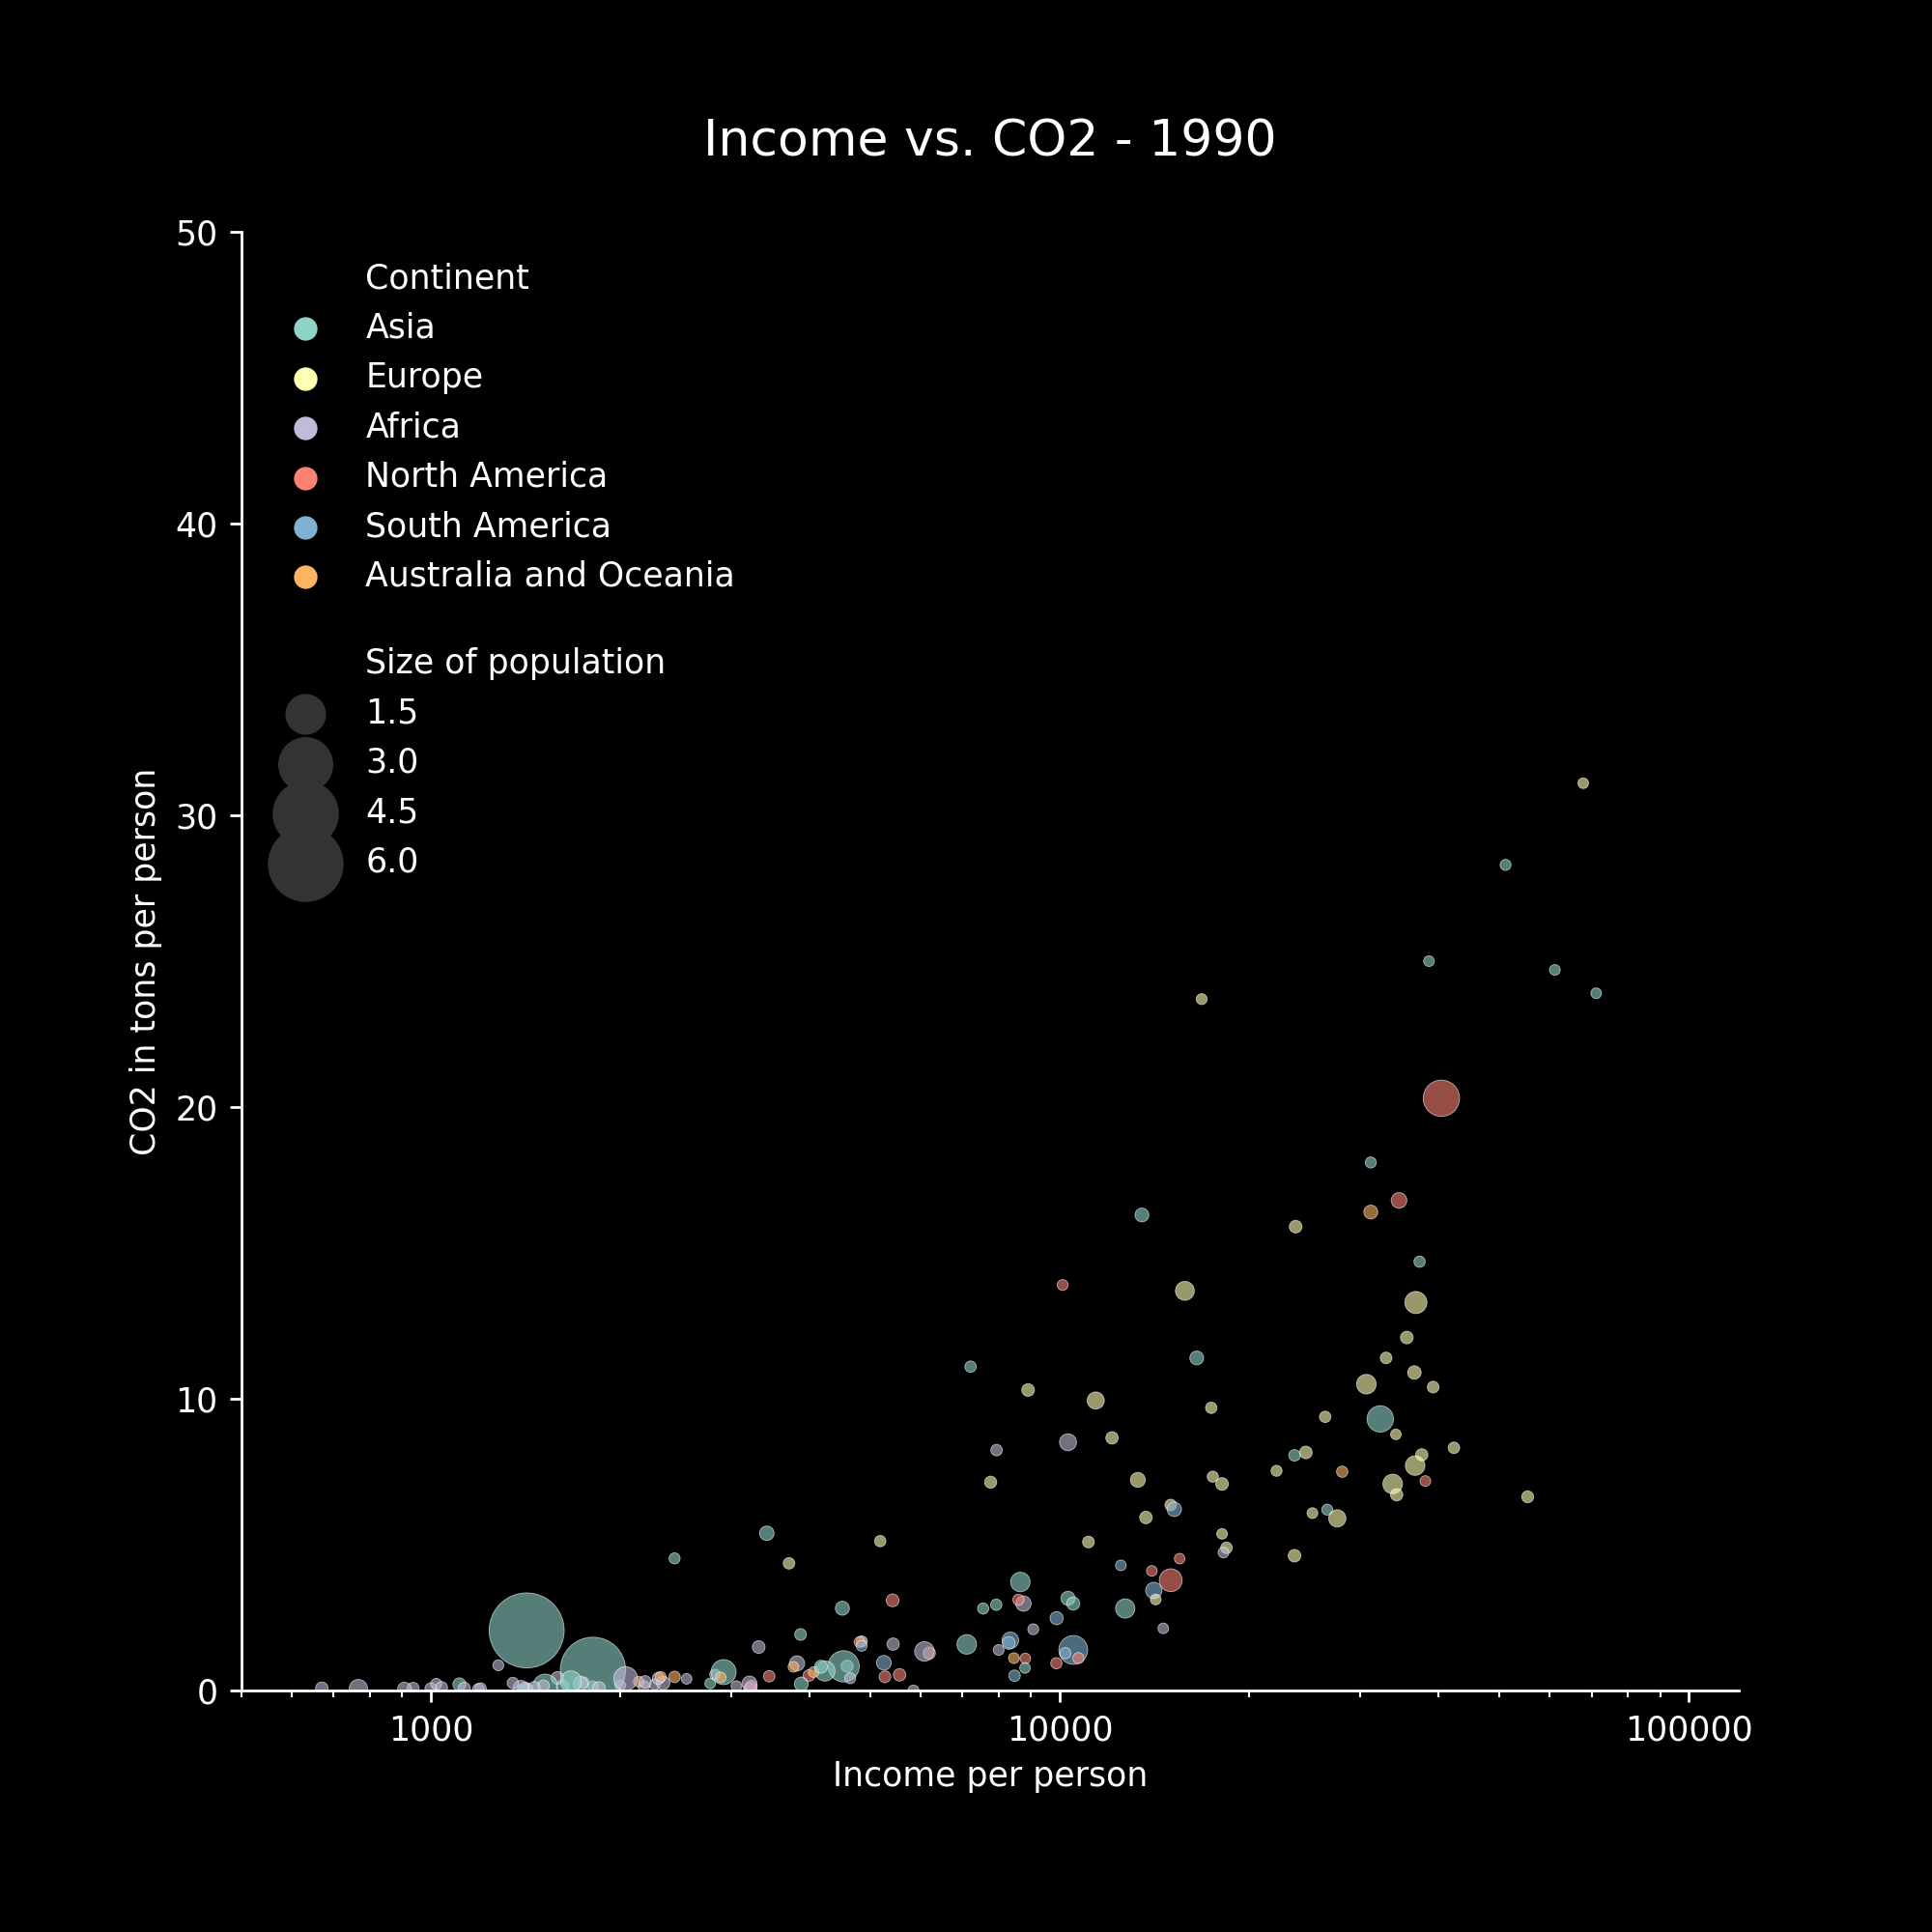 Income vs. CO2 - 1990
50
Continent
Asia
Europe
Africa
North America
40
South America
Australia and Oceania
Size of population
1.5
3.0
30
4.5
6.0
CO2 in tons per person
20
10
0
1000
10000
100000
Income per person